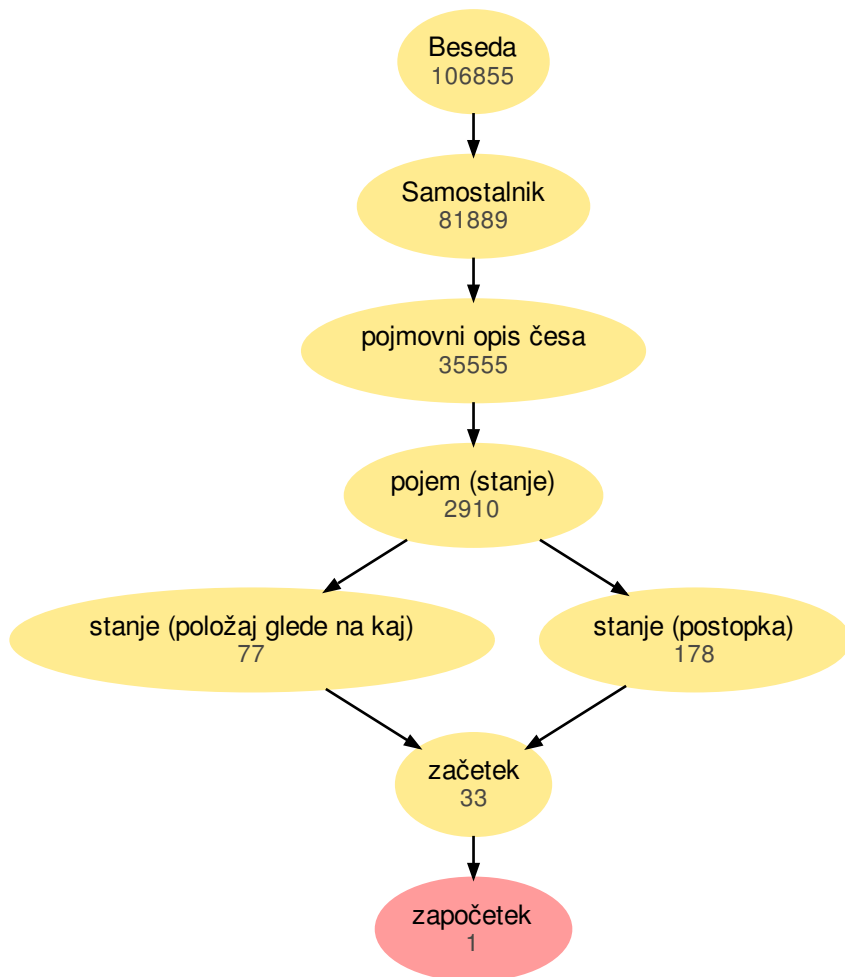 Beseda
106855
Samostalnik
81889
pojmovni opis česa
35555
pojem (stanje)
2910
stanje (položaj glede na kaj)
77
stanje (postopka)
178
začetek
33
započetek
1